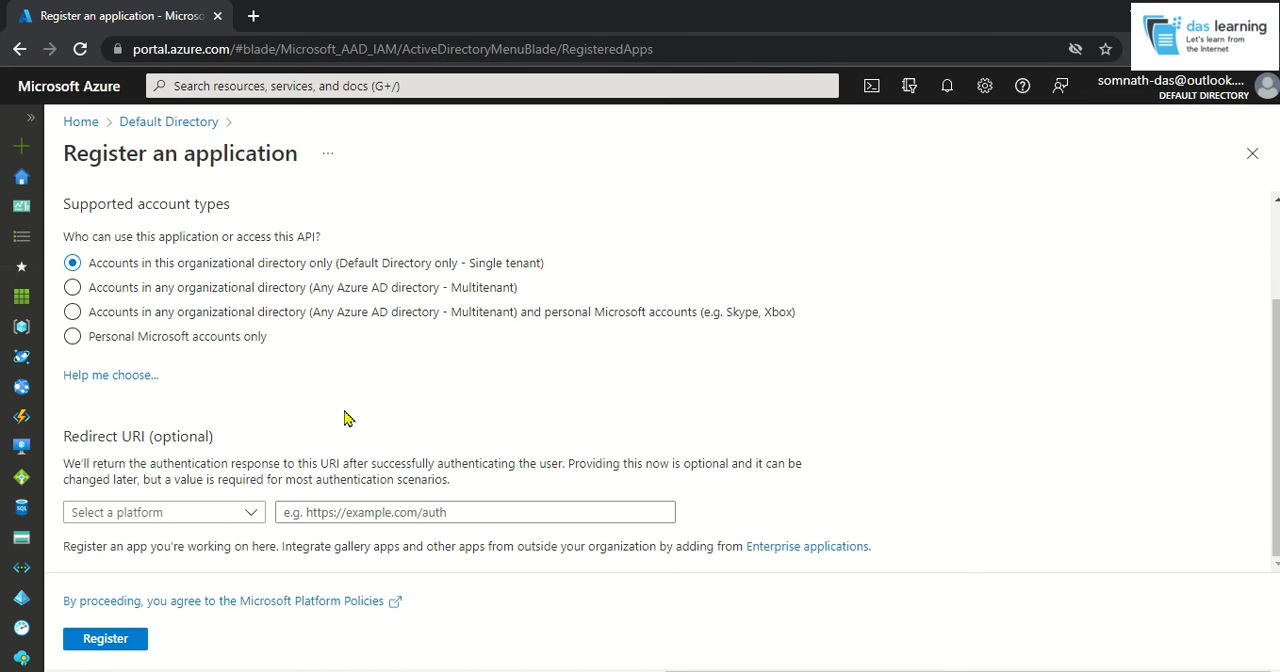 Register an application - Microso
das learning
Let's learn from
the Internet
portal.azure.com/#blade/Microsoft_AAD_IAM/ActiveDirectoryMenuBlade/RegisteredApps
Microsoft Azure
Search resources, services, and docs (G+/)
somnath-das@outlook....
DEFAULT DIRECTORY
Home > Default Directory >
Register an application ...
Supported account types
Who can use this application or access this API?
Accounts in this organizational directory only (Default Directory only - Single tenant)
Accounts in any organizational directory (Any Azure AD directory - Multitenant)
Accounts in any organizational directory (Any Azure AD directory - Multitenant) and personal Microsoft accounts (e.g. Skype, Xbox)
Personal Microsoft accounts only
Help me choose...
Redirect URI (optional)
We'll return the authentication response to this URI after successfully authenticating the user. Providing this now is optional and it can be
changed later, but a value is required for most authentication scenarios.
Select a platform
e.g. https://example.com/auth
Register an app you're working on here. Integrate gallery apps and other apps from outside your organization by adding from Enterprise applications.
By proceeding, you agree to the Microsoft Platform Policies
Register